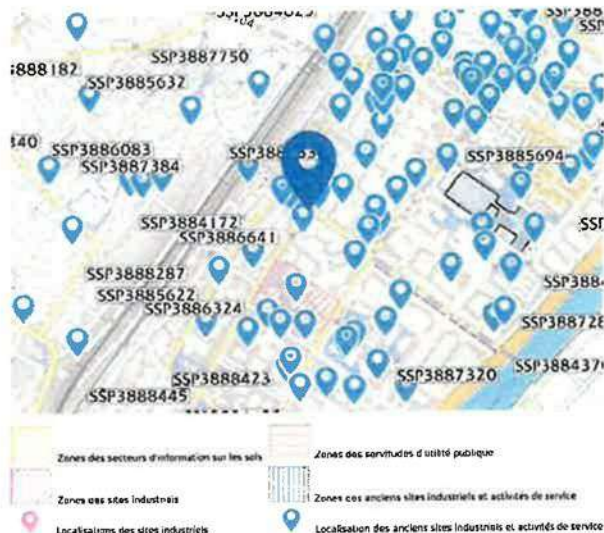 SSP3887750
SSP3885632
SSP3886083
SSP3887384
SSP3885694
SSP3884172
SSP3886641
SSP3888287
SSP3885622
SSP3886324
SSP3888423
SSP3887320
SSP3888445
Zones des secteurs d'information sur les sols
Zones des servitudes d'utilité publique
Zones des sites industriels
Zones des anciens sites industriels et activités de service
Localisations des sites industriels
Localisation des anciens sites industriels et activités de service